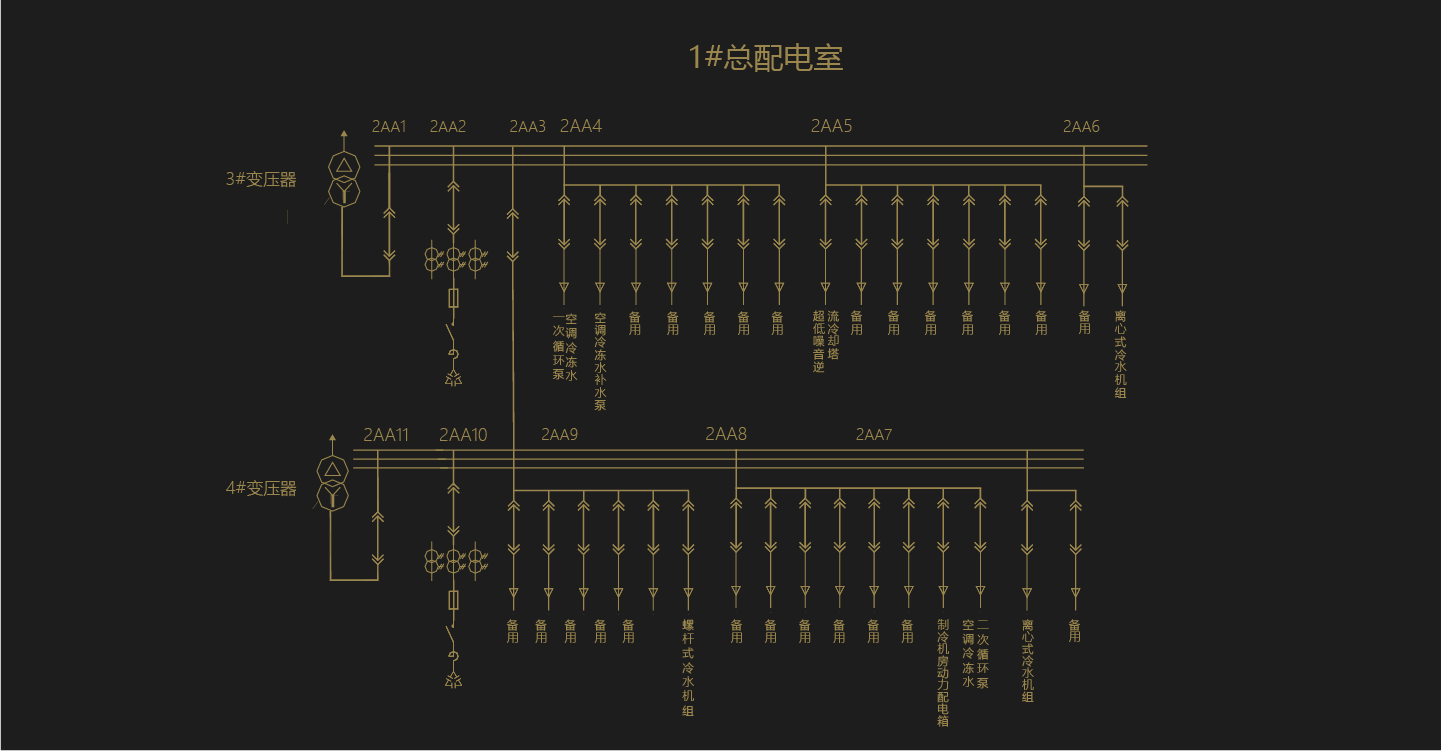 1#总配电室
2AA1
2AA2
2AA3
2AA4
2AA5
2AA6
3#变压器
空调冷冻水
一次循环泵
空调冷冻水补水泵
备用
备用
备用
备用
备用
流冷却塔
超低噪音逆
备用
备用
备用
备用
备用
备用
备用
离心式冷水机组
2AA11
2AA10
2AA9
2AA8
2AA7
4#变压器
备用
备用
备用
备用
备用
螺杆式冷水机组
备用
备用
备用
备用
备用
备用
制冷机房动力配电箱
二次循环泵
空调冷冻水
离心式冷水机组
备用